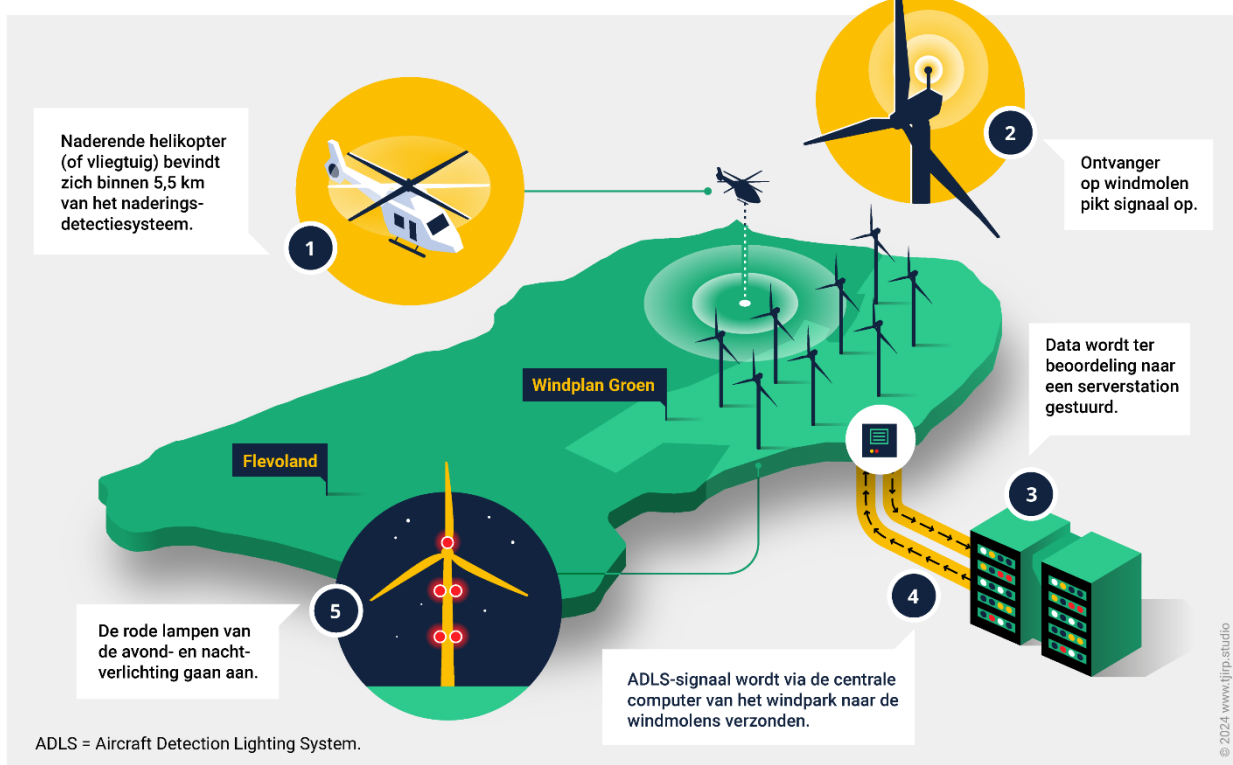 1
Naderende helikopter
(of vliegtuig) bevindt
zich binnen 5,5 km
van het naderings-
detectiesysteem.
2
Ontvanger
op windmolen
pikt signaal op.
Windplan Groen
Flevoland
3
Data wordt ter
beoordeling naar
een serverstation
gestuurd.
4
ADLS-signaal wordt via de centrale
computer van het windpark naar de
windmolens verzonden.
5
De rode lampen van
de avond- en nacht-
verlichting gaan aan.
ADLS = Aircraft Detection Lighting System.
© 2024 www.tjirp.studio